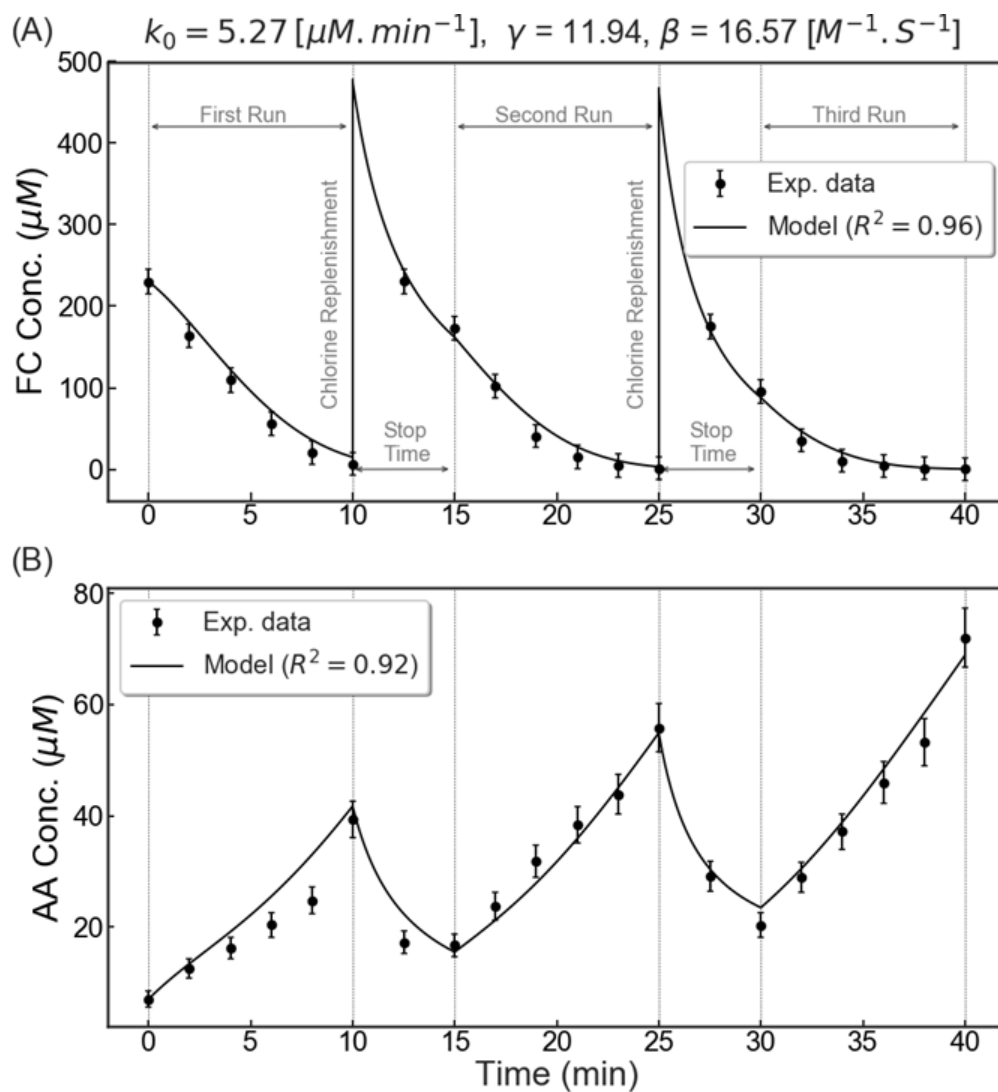 (A)
k₀ = 5.27 [μM.min⁻¹], γ = 11.94, β = 16.57 [M⁻¹.S⁻¹]
500
400
300
200
100
0
FC Conc. (μM)
First Run
Second Run
Third Run
Chlorine Replenishment
Chlorine Replenishment
Exp. data
Model (R² = 0.96)
Stop
Time
Stop
Time
0 5 10 15 20 25 30 35 40
(B)
80
60
40
20
AA Conc. (μM)
Exp. data
Model (R² = 0.92)
0 5 10 15 20 25 30 35 40
Time (min)